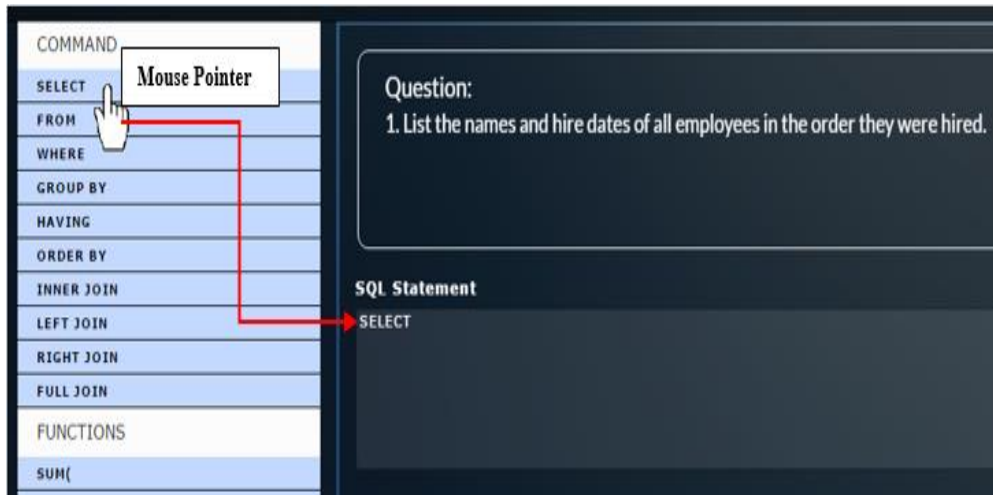 COMMAND
Mouse Pointer
SELECT
FROM
WHERE
GROUP BY
HAVING
ORDER BY
INNER JOIN
LEFT JOIN
RIGHT JOIN
FULL JOIN
FUNCTIONS
SUM(
Question:
1. List the names and hire dates of all employees in the order they were hired.
SQL Statement
SELECT